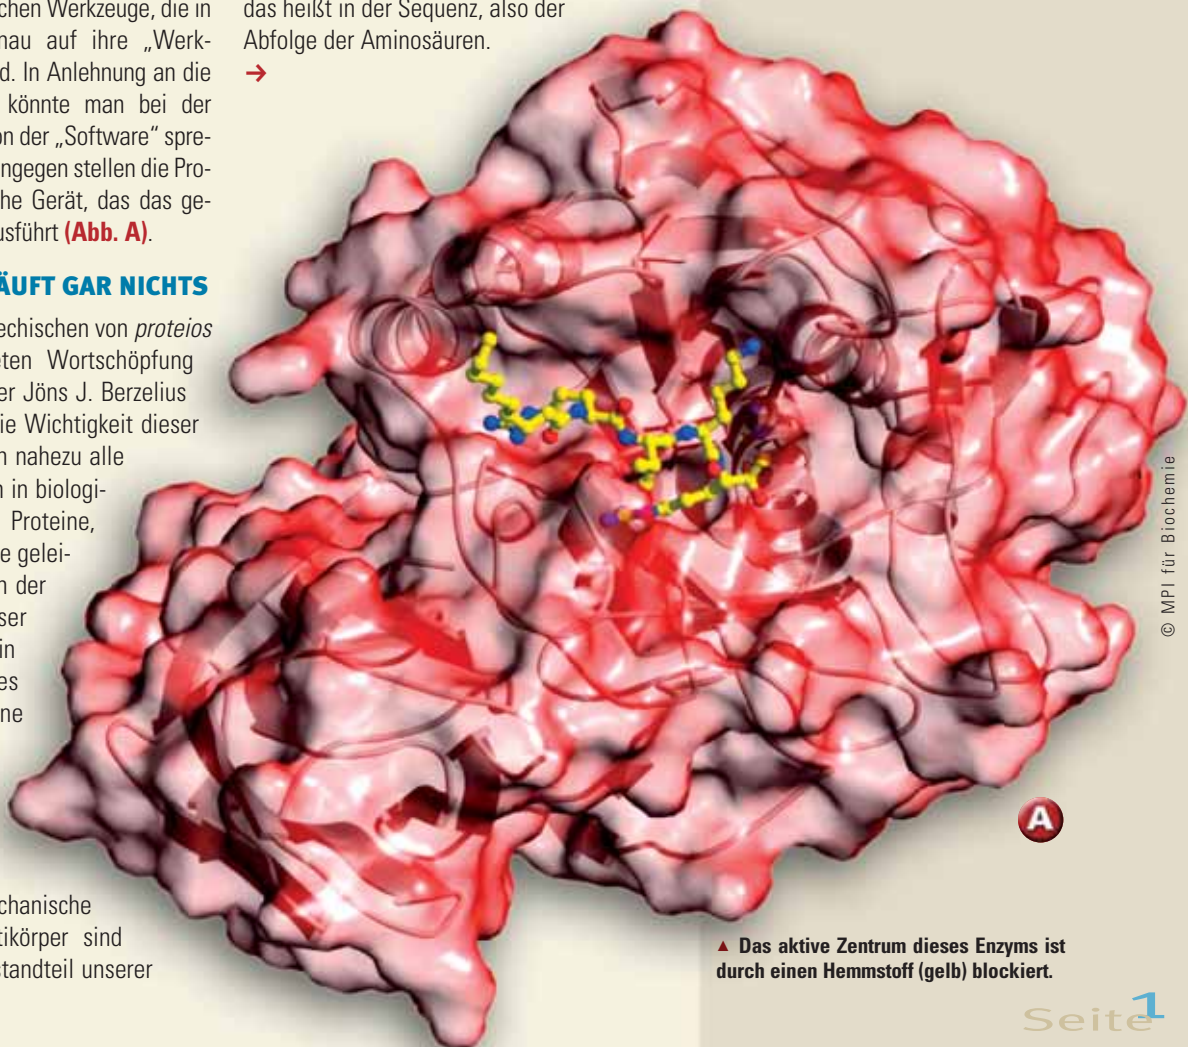 chen Werkzeuge, die in
nau auf ihre „Werk-
d. In Anlehnung an die
könnte man bei der
on der „Software“ spre-
ngegen stellen die Pro-
he Gerät, das das ge-
usführt (Abb. A).
ÄUFT GAR NICHTS
echischen von proteios
eten Wortschöpfung
er Jöns J. Berzelius
ie Wichtigkeit dieser
n nahezu alle
n in biologi-
Proteine,
e gelei-
n der
ser
in
es
ne
chanische
tikörper sind
standteil unserer
das heißt in der Sequenz, also der
Abfolge der Aminosäuren.
→
© MPI für Biochemie
A
▲ Das aktive Zentrum dieses Enzyms ist
durch einen Hemmstoff (gelb) blockiert.
Seite 1